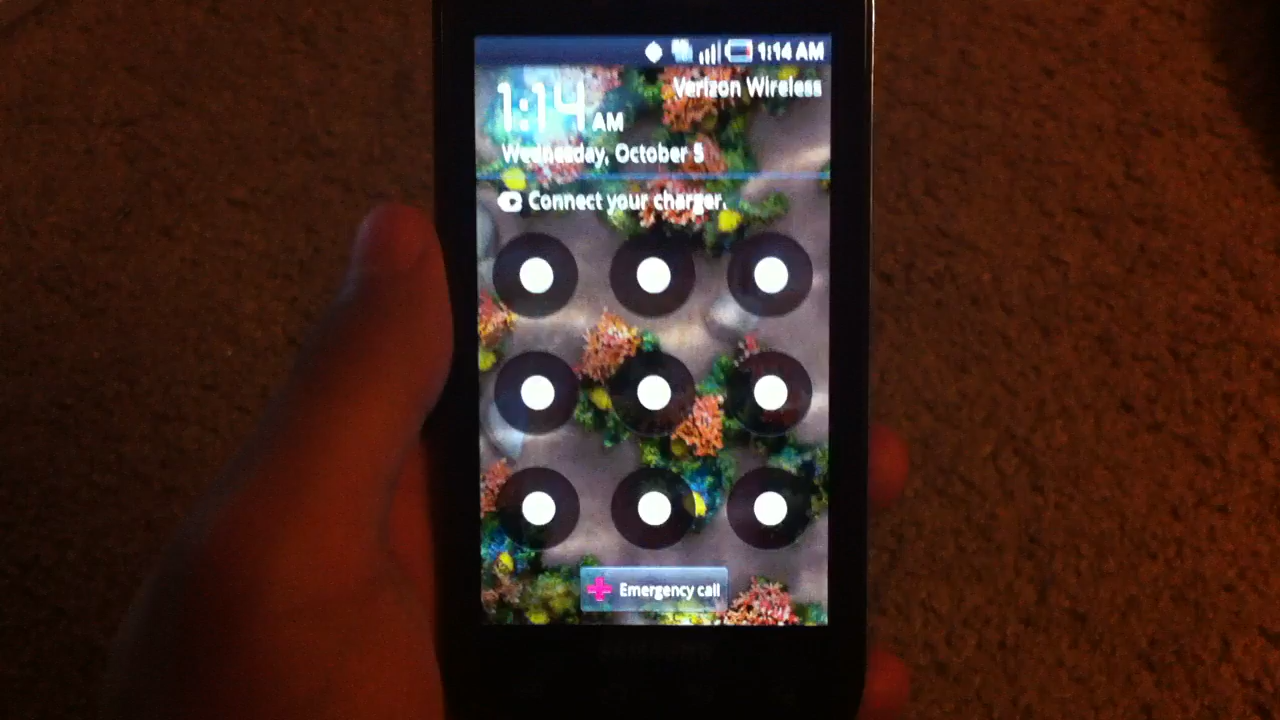 1:14 AM
Verizon Wireless
1:14 AM
Wednesday, October 5
Connect your charger.
Emergency call